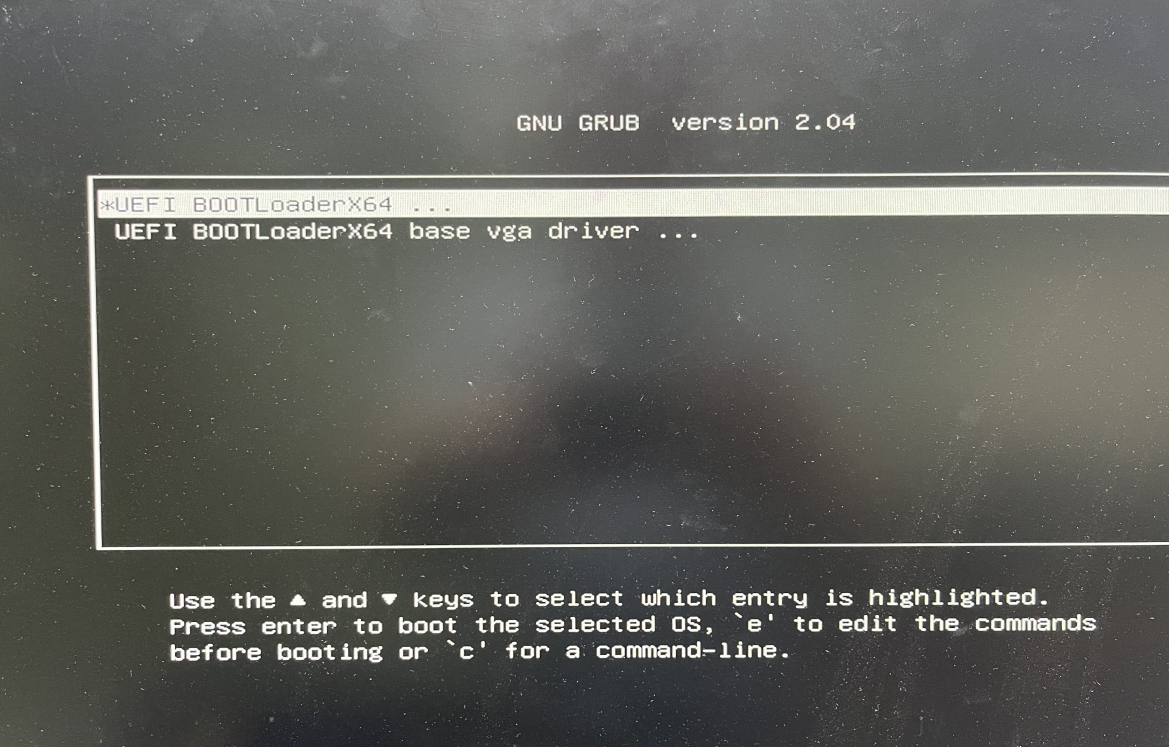 GNU GRUB version 2.04
*UEFI BOOTLoaderX64 ...
UEFI BOOTLoaderX64 base vga driver ...
Use the ▲ and ▼ keys to select which entry is highlighted.
Press enter to boot the selected OS, `e' to edit the commands
before booting or `c' for a command-line.